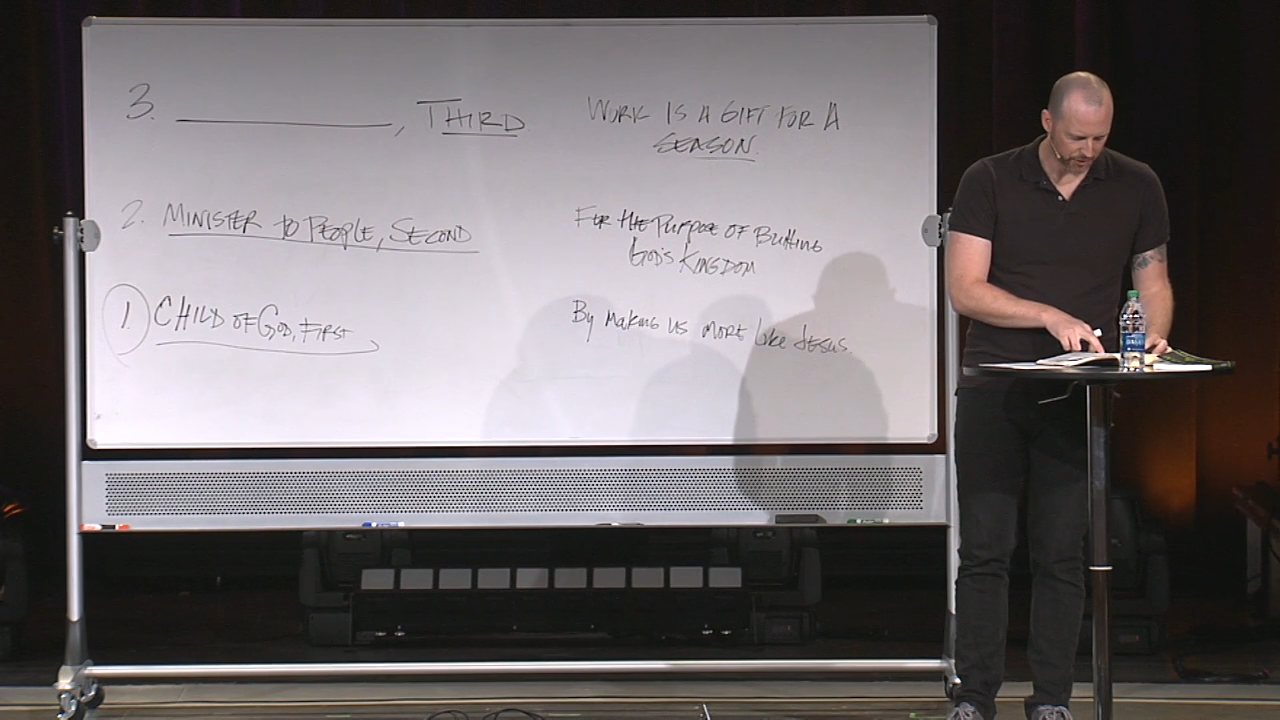 3. __________, THIRD
WORK IS A GIFT FOR A
SEASON.
2. MINISTER TO PEOPLE, SECOND
FOR THE PURPOSE OF BUILDING
GOD'S KINGDOM
1. CHILD OF GOD, FIRST
By MAKING US MORE LIKE JESUS.